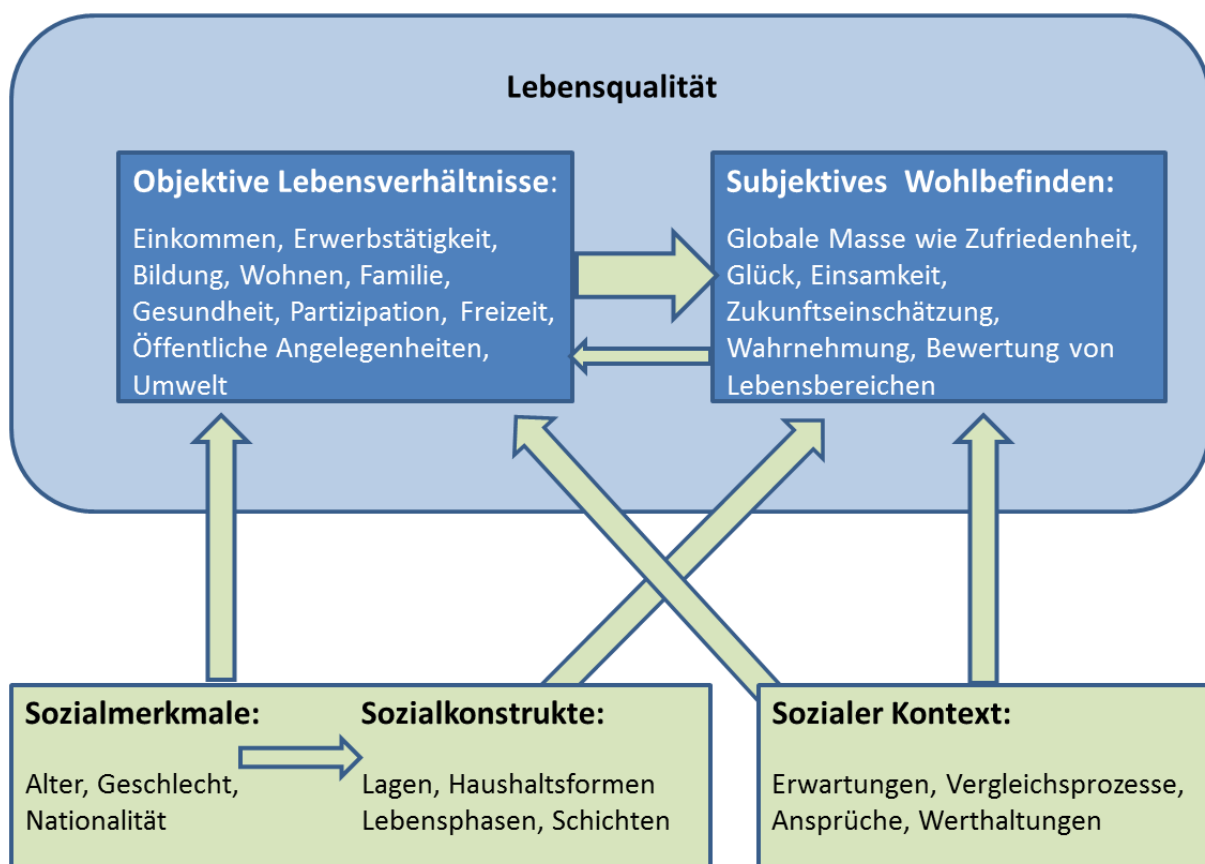 Lebensqualität
Objektive Lebensverhältnisse:
Einkommen, Erwerbstätigkeit,
Bildung, Wohnen, Familie,
Gesundheit, Partizipation, Freizeit,
Öffentliche Angelegenheiten,
Umwelt
Subjektives Wohlbefinden:
Globale Masse wie Zufriedenheit,
Glück, Einsamkeit,
Zukunftseinschätzung,
Wahrnehmung, Bewertung von
Lebensbereichen
Sozialmerkmale:
Alter, Geschlecht,
Nationalität
Sozialkonstrukte:
Lagen, Haushaltsformen
Lebensphasen, Schichten
Sozialer Kontext:
Erwartungen, Vergleichsprozesse,
Ansprüche, Werthaltungen